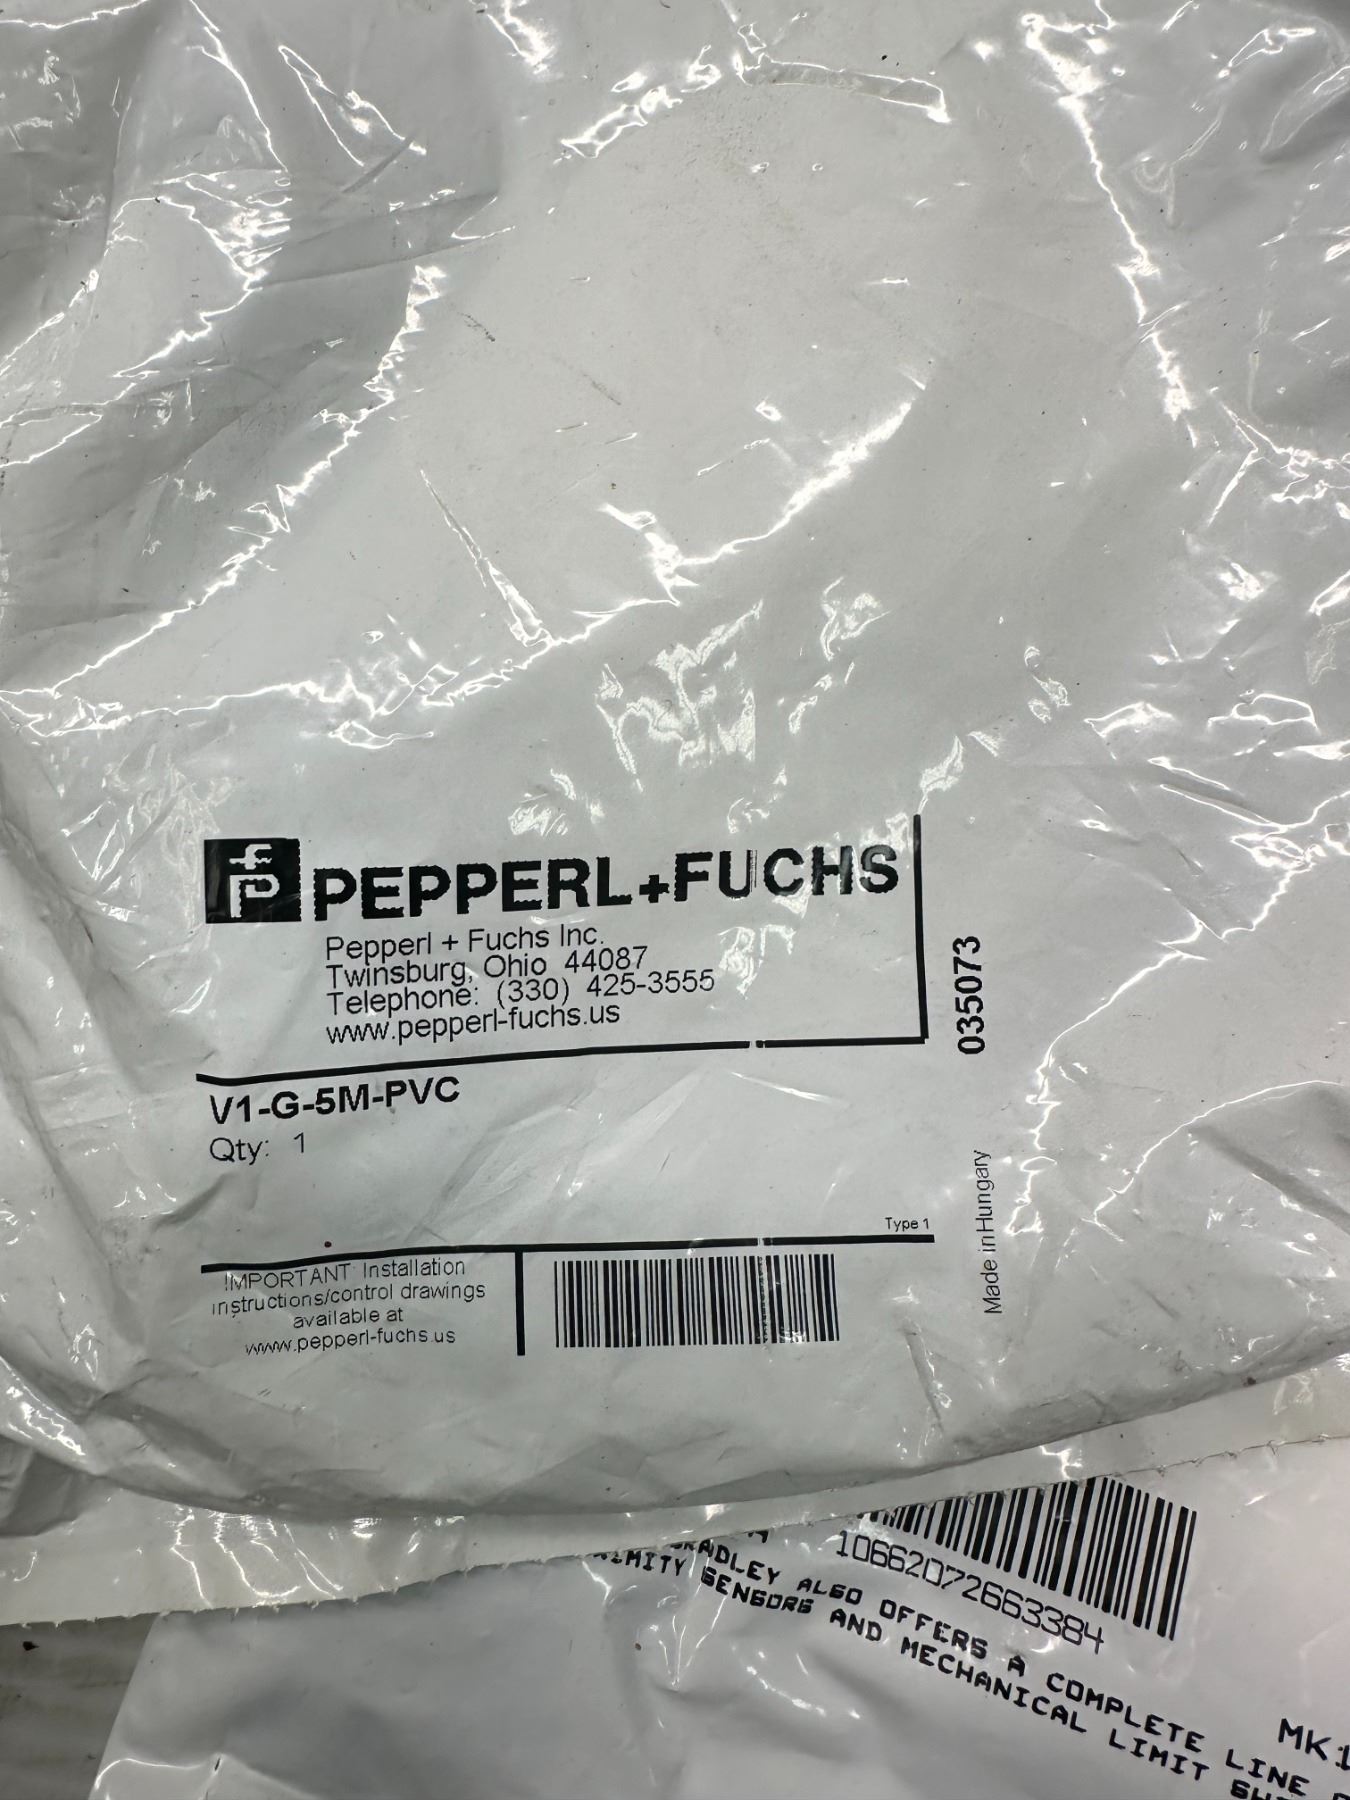 PEPPERL+FUCHS
Pepperl + Fuchs Inc.
Twinsburg, Ohio 44087
Telephone: (330) 425-3555
www.pepperl-fuchs.us
035073
V1-G-5M-PVC
Qty: 1
Made in Hungary
Type 1
IMPORTANT Installation
instructions/control drawings
available at
www.pepperl-fuchs.us
10662072663384
ALSO OFFERS A COMPLETE LINE
SENSORS AND MECHANICAL LIMIT